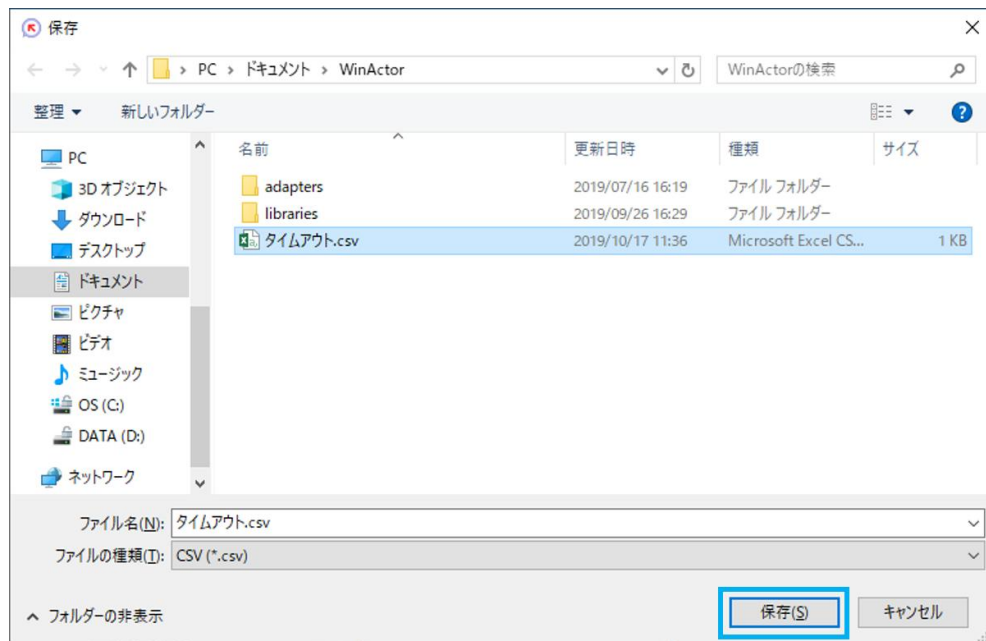 保存
PC > ドキュメント > WinActor
WinActorの検索
整理 新しいフォルダー
名前 更新日時 種類 サイズ
adapters 2019/07/16 16:19 ファイル フォルダー
libraries 2019/09/26 16:29 ファイル フォルダー
タイムアウト.csv 2019/10/17 11:36 Microsoft Excel CS... 1 KB
PC
3D オブジェクト
ダウンロード
デスクトップ
ドキュメント
ピクチャ
ビデオ
ミュージック
OS (C:)
DATA (D:)
ネットワーク
ファイル名(N): タイムアウト.csv
ファイルの種類(T): CSV (*.csv)
フォルダーの非表示
保存(S) キャンセル